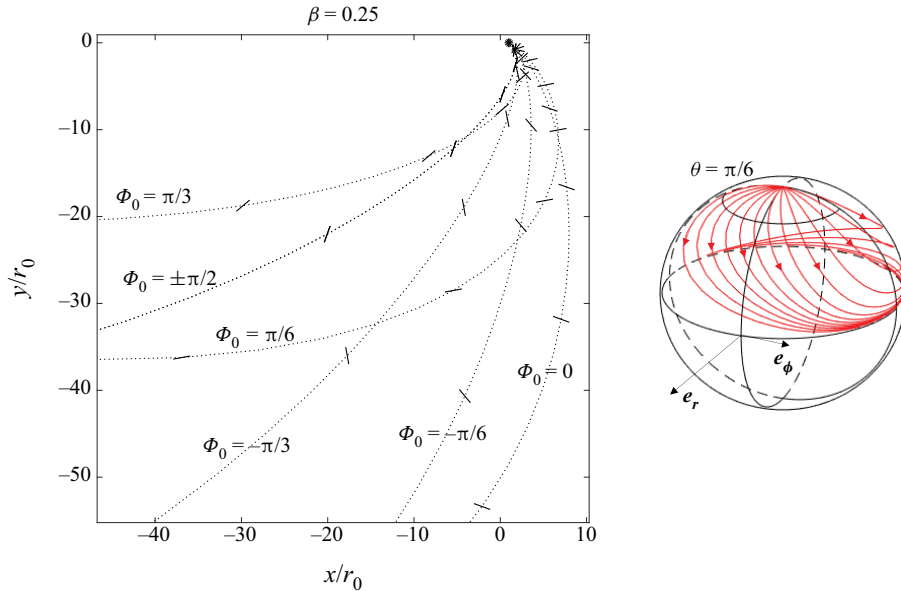 β = 0.25
0
–10
–20
–30
–40
–50
y/r0
Φ0 = π/3
Φ0 = ±π/2
Φ0 = π/6
Φ0 = –π/3
Φ0 = –π/6
Φ0 = 0
–40
–30
–20
–10
0
10
x/r0
θ = π/6
eϕ
er